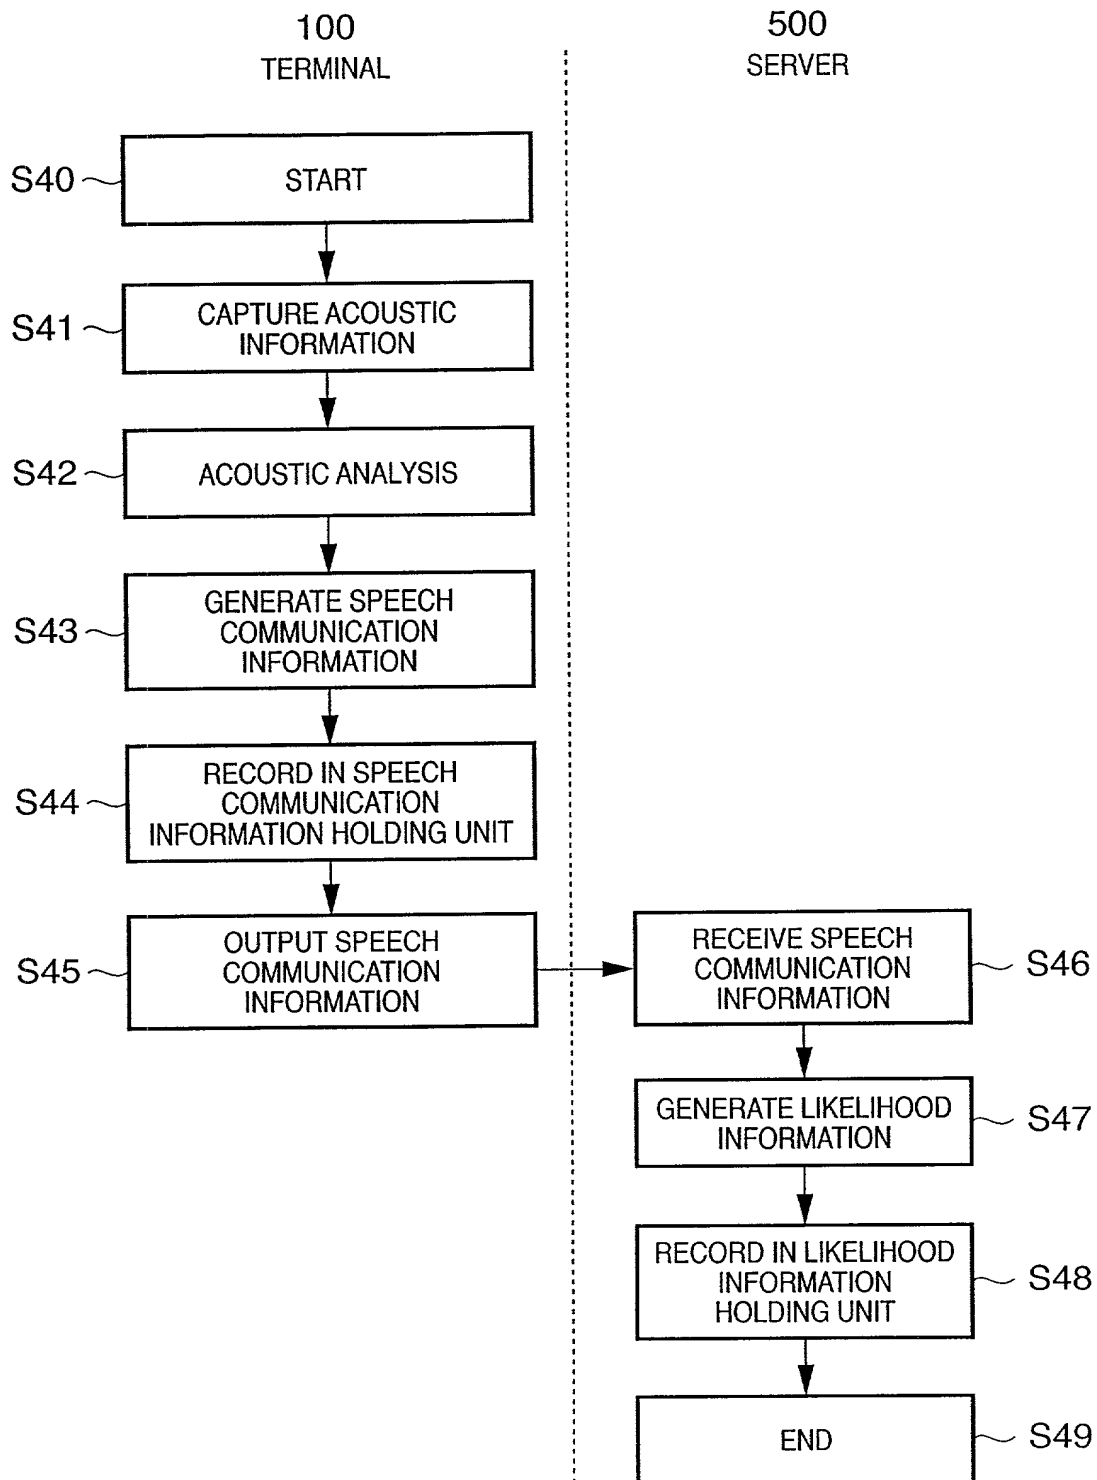 100
TERMINAL
500
SERVER
S40
START
S41
CAPTURE ACOUSTIC
INFORMATION
S42
ACOUSTIC ANALYSIS
S43
GENERATE SPEECH
COMMUNICATION
INFORMATION
S44
RECORD IN SPEECH
COMMUNICATION
INFORMATION HOLDING UNIT
S45
OUTPUT SPEECH
COMMUNICATION
INFORMATION
RECEIVE SPEECH
COMMUNICATION
INFORMATION
S46
GENERATE LIKELIHOOD
INFORMATION
S47
RECORD IN LIKELIHOOD
INFORMATION
HOLDING UNIT
S48
END
S49